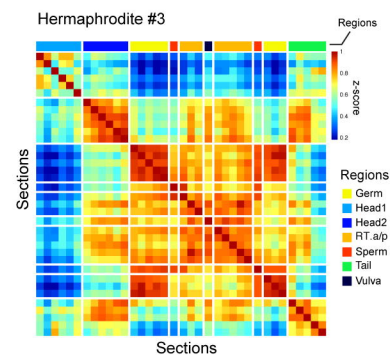 Hermaphrodite #3
Regions
1
0.8
0.6
0.4
0.2
z-score
Sections
Regions
Germ
Head1
Head2
RT.a/p
Sperm
Tail
Vulva
Sections